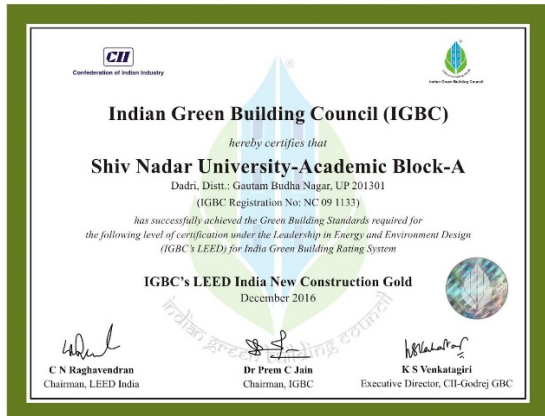 CII
Confederation of Indian Industry
Indian Green Building Council
Indian Green Building Council (IGBC)
hereby certifies that
Shiv Nadar University-Academic Block-A
Dadri, Distt.: Gautam Budha Nagar, UP 201301
(IGBC Registration No: NC 09 1133)
has successfully achieved the Green Building Standards required for
the following level of certification under the Leadership in Energy and Environment Design
(IGBC's LEED) for India Green Building Rating System
IGBC's LEED India New Construction Gold
December 2016
indian green building council
C N Raghavendran
Chairman, LEED India
Dr Prem C Jain
Chairman, IGBC
K S Venkatagiri
Executive Director, CII-Godrej GBC